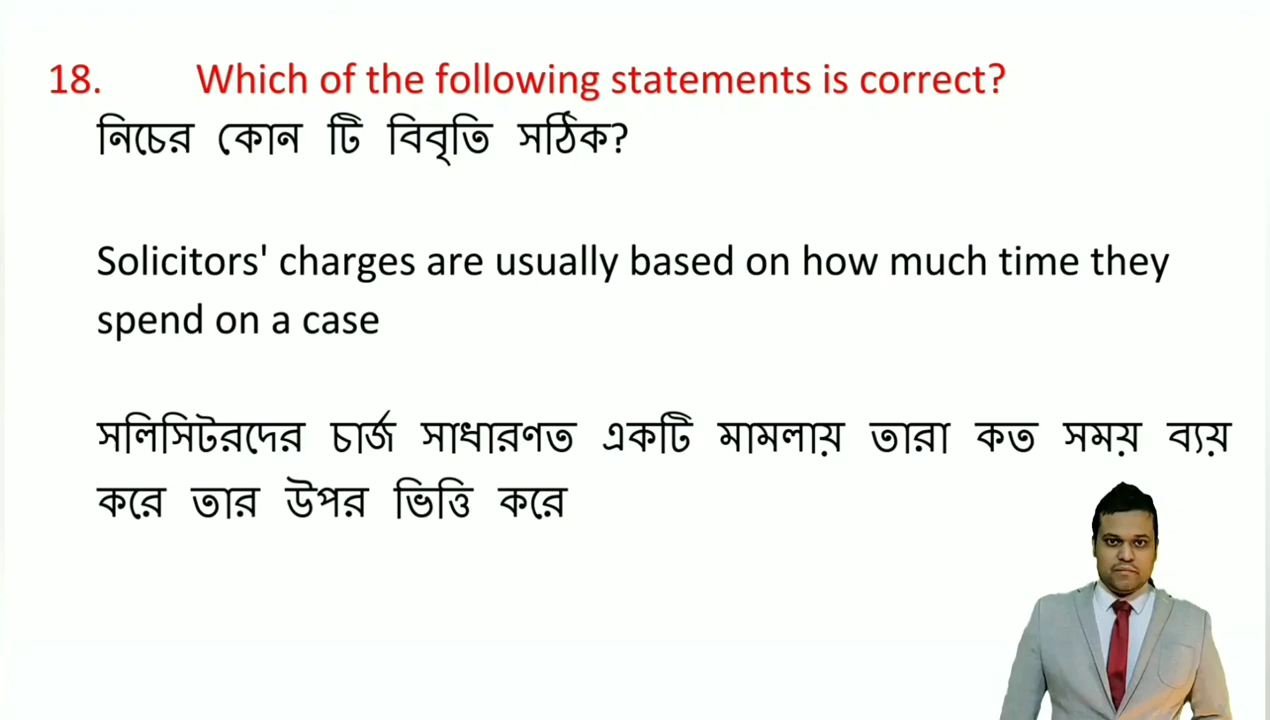 18. Which of the following statements is correct?
নিচের কোন টি বিবৃতি সঠিক?
Solicitors' charges are usually based on how much time they
spend on a case
সলিসিটরদের চার্জ সাধারণত একটি মামলায় তারা কত সময় ব্যয়
করে তার উপর ভিত্তি করে